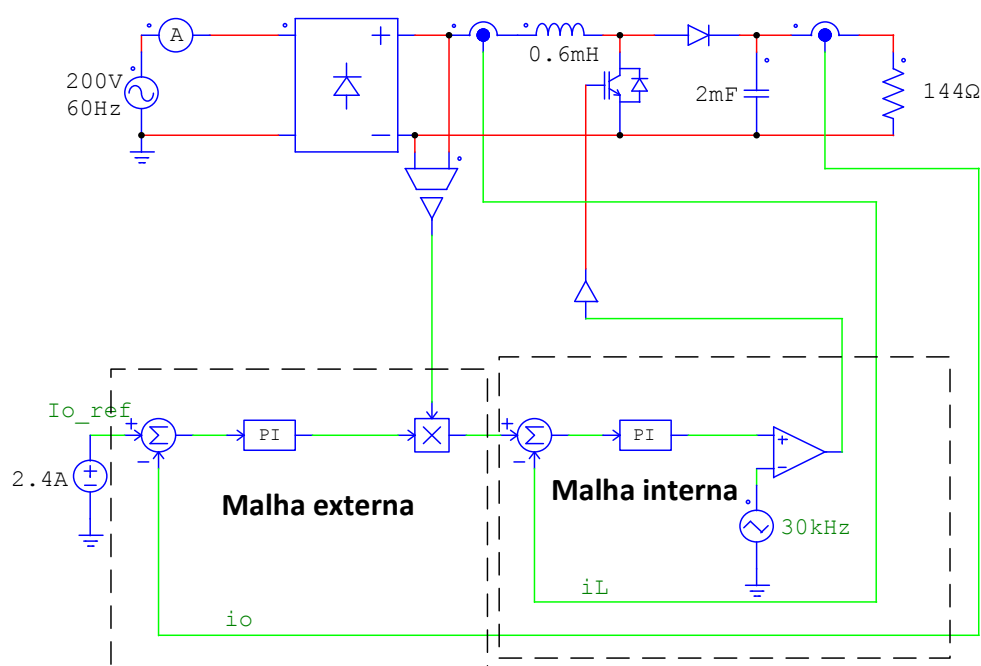 A
+
200V
60Hz
0.6mH
2mF
144Ω
−
Io_ref
+
Σ
−
PI
×
2.4A
+
−
Malha externa
+
Σ
−
PI
+
−
Malha interna
30kHz
iL
io